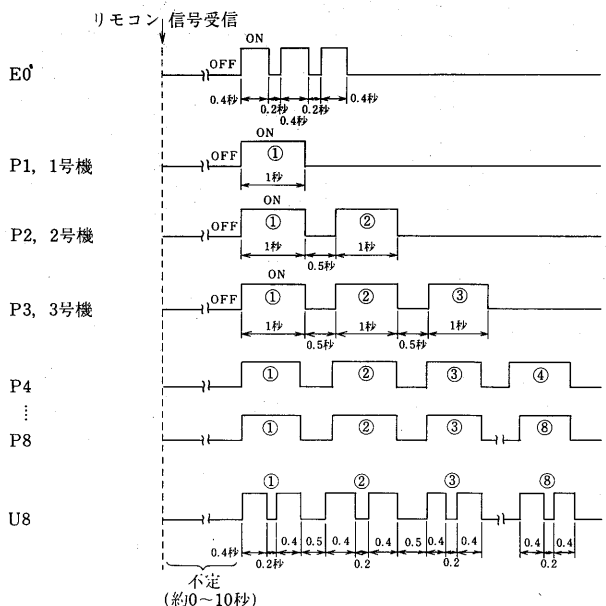 リモコン 信号受信
ON
OFF
E0
0.4秒 0.2秒 0.2秒 0.4秒
0.4秒
ON
OFF ①
P1, 1号機
1秒
ON
OFF ① ②
P2, 2号機
1秒 1秒
0.5秒
ON
OFF ① ② ③
P3, 3号機
1秒 1秒 1秒
0.5秒 0.5秒
P4 ① ② ③ ④
⋮
P8 ① ② ③ ⑧
① ② ③ ⑧
U8
0.4秒 0.4 0.5 0.4 0.4 0.5 0.4 0.4 0.4 0.4
0.2秒 0.2 0.2 0.2
不定
(約0~10秒)